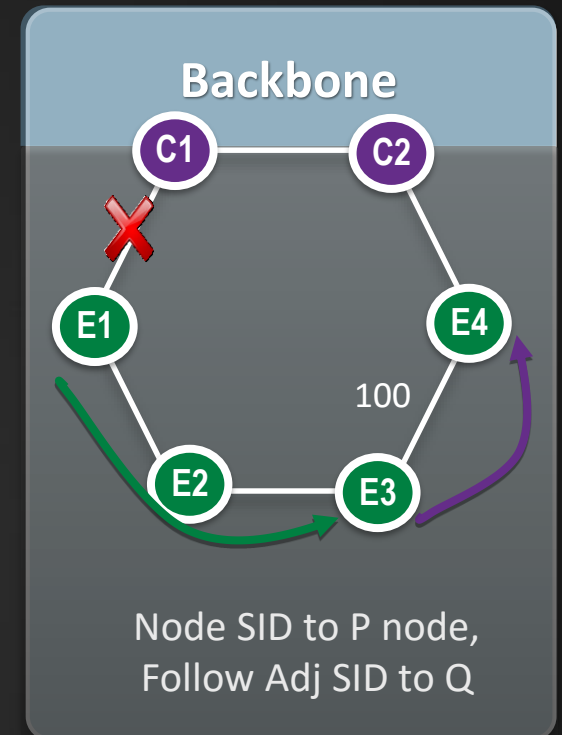 Backbone
C1
C2
E1
E4
100
E2
E3
Node SID to P node,
Follow Adj SID to Q